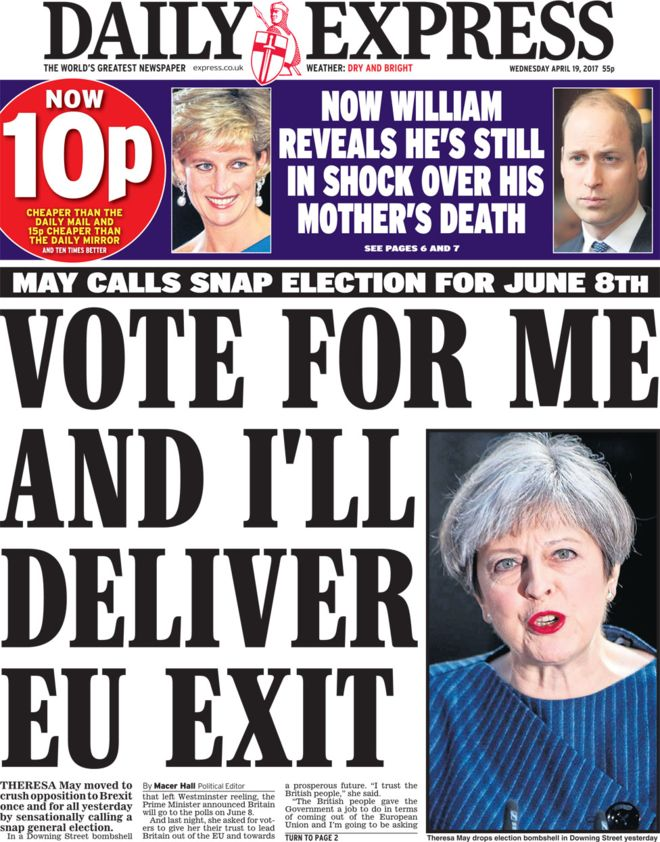 DAILY EXPRESS
THE WORLD'S GREATEST NEWSPAPER express.co.uk WEATHER: DRY AND BRIGHT WEDNESDAY APRIL 19, 2017 55p
NOW
10p
CHEAPER THAN THE
DAILY MAIL AND
15p CHEAPER THAN
THE DAILY MIRROR
AND TEN TIMES BETTER
NOW WILLIAM
REVEALS HE'S STILL
IN SHOCK OVER HIS
MOTHER'S DEATH
SEE PAGES 6 AND 7
MAY CALLS SNAP ELECTION FOR JUNE 8TH
VOTE FOR ME
AND I'LL
DELIVER
EU EXIT
THERESA May moved to
crush opposition to Brexit
once and for all yesterday
by sensationally calling a
snap general election.
In a Downing Street bombshell
By Macer Hall Political Editor
that left Westminster reeling, the
Prime Minister announced Britain
will go to the polls on June 8.
And last night, she asked for vot-
ers to give her their trust to lead
Britain out of the EU and towards
a prosperous future. "I trust the
British people," she said.
"The British people gave the
Government a job to do in terms
of coming out of the European
Union and I'm going to be asking
TURN TO PAGE 2
Theresa May drops election bombshell in Downing Street yesterday